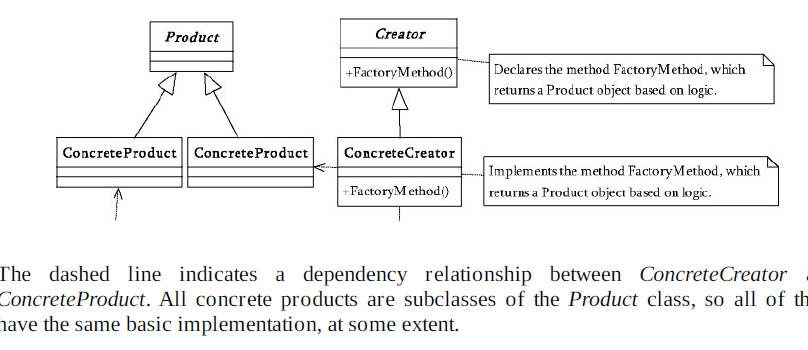 Product
Creator
+FactoryMethod()
Declares the method FactoryMethod, which
returns a Product object based on logic.
ConcreteProduct
ConcreteProduct
ConcreteCreator
+FactoryMethod()
Implements the method FactoryMethod, which
returns a Product object based on logic.
The dashed line indicates a dependency relationship between ConcreteCreator
ConcreteProduct. All concrete products are subclasses of the Product class, so all of
have the same basic implementation, at some extent.